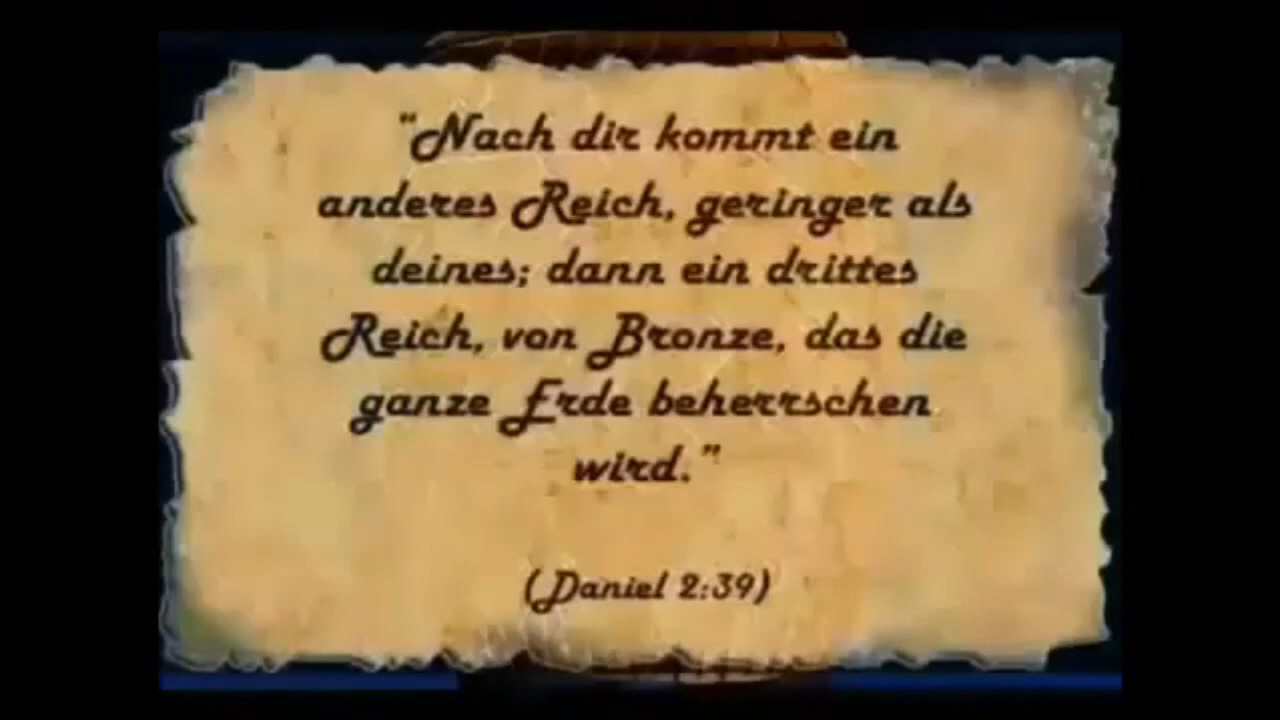 “Nach dir kommt ein
anderes Reich, geringer als
deines; dann ein drittes
Reich, von Bronze, das die
ganze Erde beherrschen
wird.”
(Daniel 2:39)